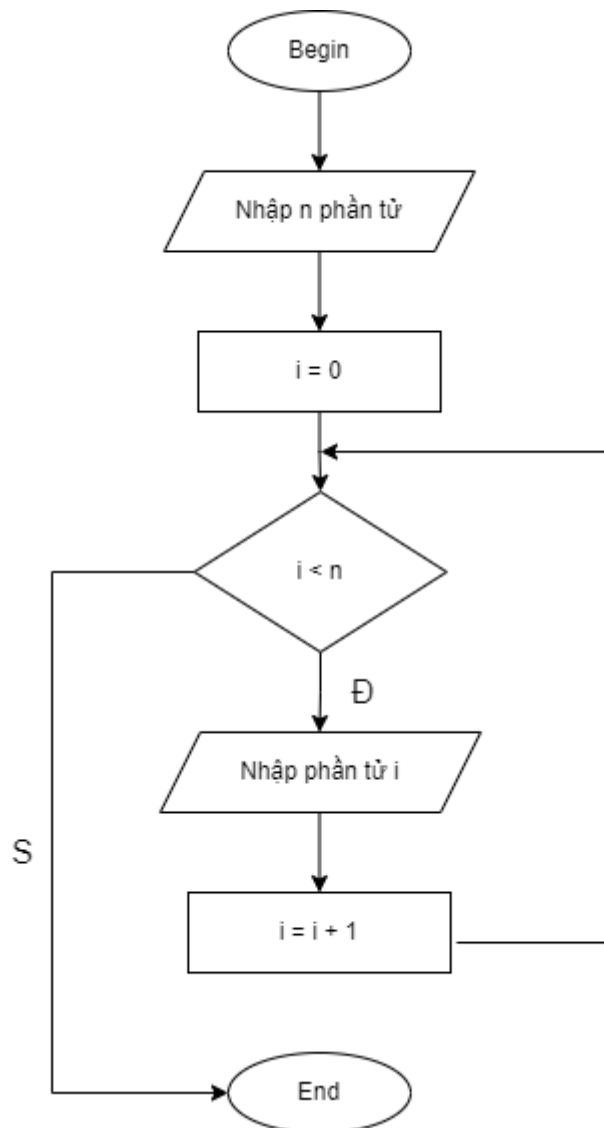 Begin
Nhập n phần tử
i = 0
i < n
Đ
Nhập phần tử i
S
i = i + 1
End